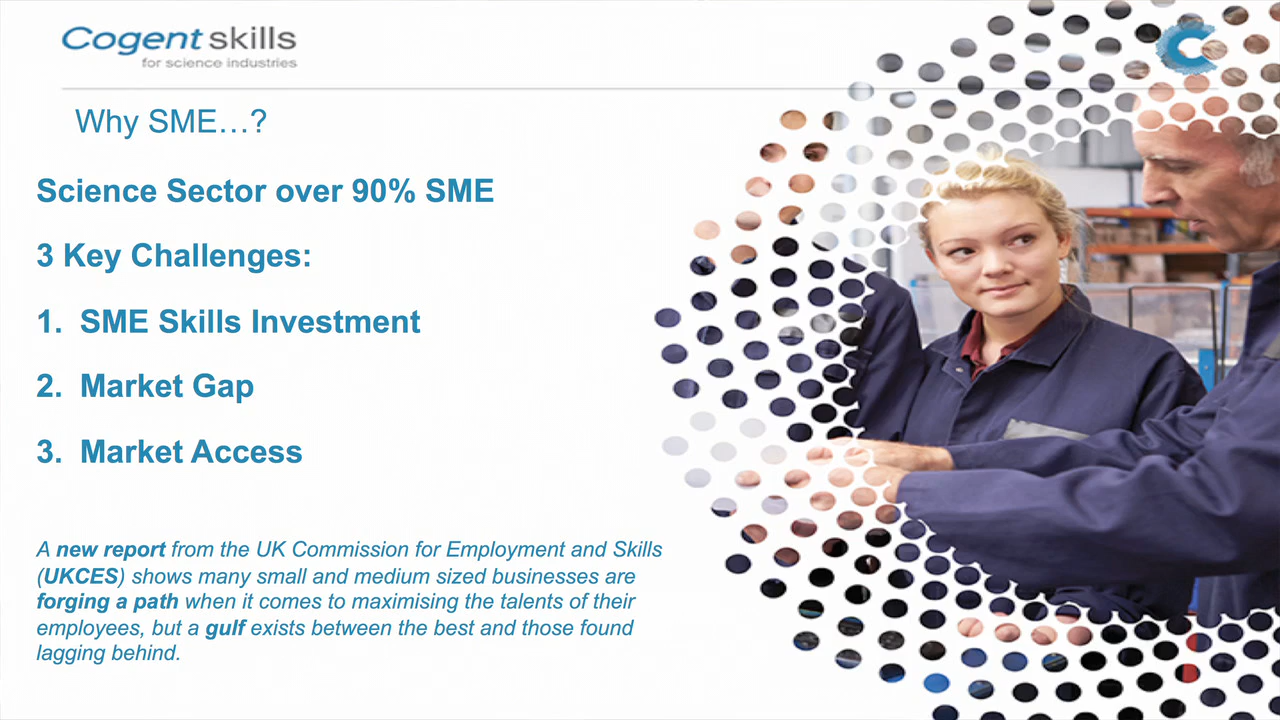 Cogent skills
for science industries
Why SME…?
Science Sector over 90% SME
3 Key Challenges:
1. SME Skills Investment
2. Market Gap
3. Market Access
A new report from the UK Commission for Employment and Skills
(UKCES) shows many small and medium sized businesses are
forging a path when it comes to maximising the talents of their
employees, but a gulf exists between the best and those found
lagging behind.